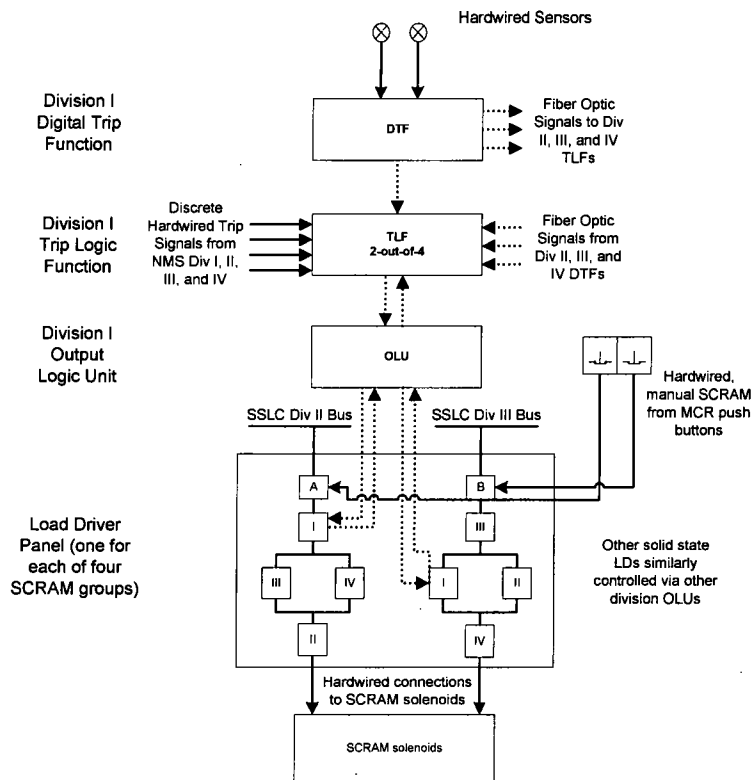 Hardwired Sensors
Division I
Digital Trip
Function
DTF
Fiber Optic
Signals to Div
II, III, and IV
TLFs
Division I
Trip Logic
Function
Discrete
Hardwired Trip
Signals from
NMS Div I, II,
III, and IV
TLF
2-out-of-4
Fiber Optic
Signals from
Div II, III, and
IV DTFs
Division I
Output
Logic Unit
OLU
Hardwired,
manual SCRAM
from MCR push
buttons
SSLC Div II Bus
SSLC Div III Bus
Load Driver
Panel (one for
each of four
SCRAM groups)
A
B
I
III
III
IV
I
II
II
IV
Other solid state
LDs similarly
controlled via other
division OLUs
Hardwired connections
to SCRAM solenoids
SCRAM solenoids